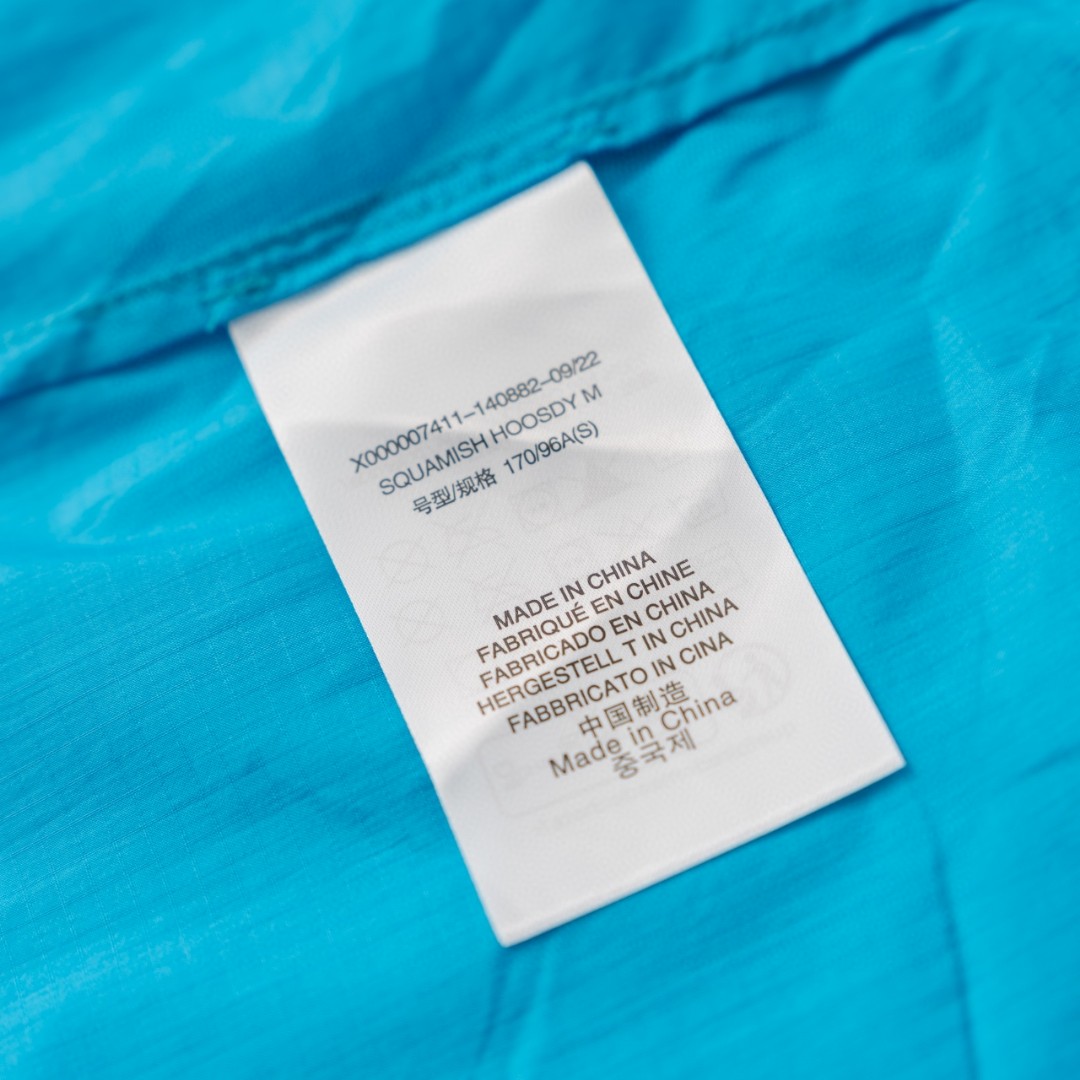 X000007411-140882-09/22
SQUAMISH HOOSDY M
号型/规格 170/96A(S)
MADE IN CHINA
FABRIQUÉ EN CHINE
FABRICADO EN CHINA
HERGESTELL T IN CHINA
FABBRICATO IN CINA
中国制造
Made in China
중국제